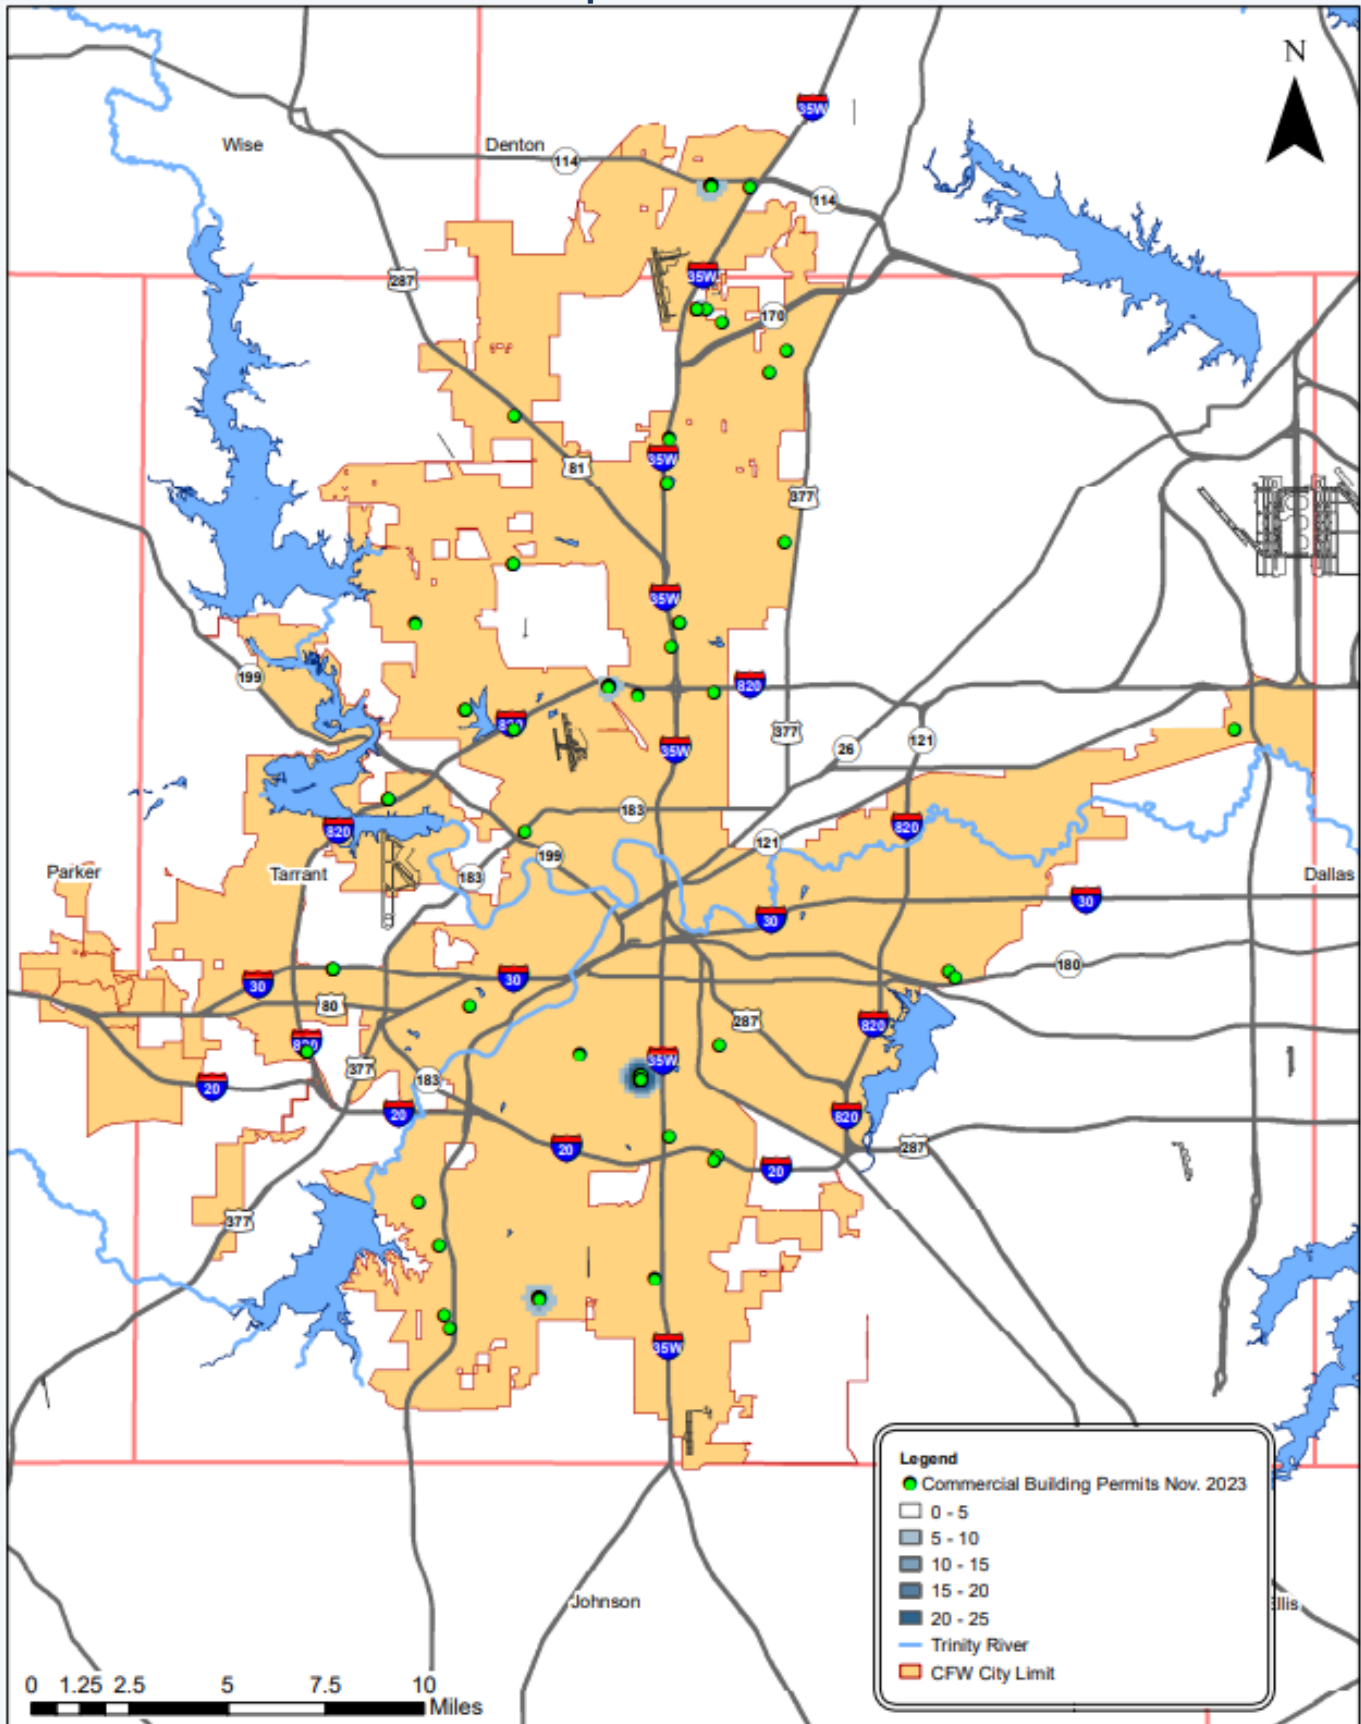 N
35W
Wise
Denton
114
114
287
35W
170
81
35W
377
35W
199
820
820
377
35W
26
121
183
820
820
121
199
183
Parker
Tarrant
Dallas
30
30
30
180
80
287
820
820
35W
377
183
20
20
820
287
20
20
377
35W
Legend
Commercial Building Permits Nov. 2023
0 - 5
5 - 10
10 - 15
15 - 20
20 - 25
Trinity River
CFW City Limit
Johnson
llis
0 1.25 2.5 5 7.5 10
Miles